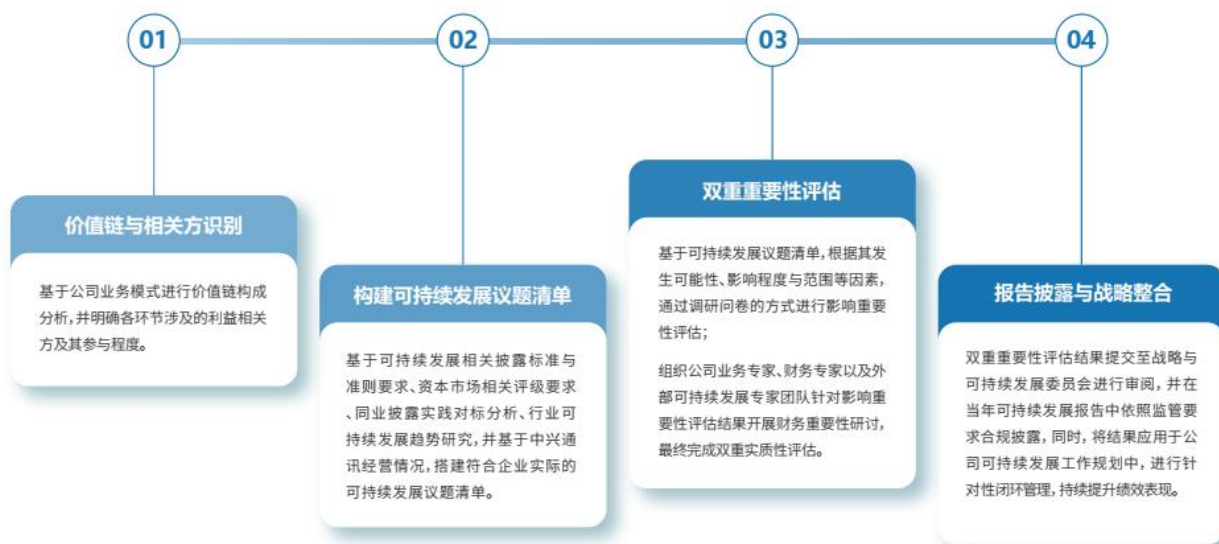 01
02
03
04
价值链与相关方识别
基于公司业务模式进行价值链构成
分析,并明确各环节涉及的利益相关
方及其参与程度。
构建可持续发展议题清单
基于可持续发展相关披露标准与
准则要求、资本市场相关评级要求
、同业披露实践对标分析、行业可
持续发展趋势研究,并基于中兴通
讯经营情况,搭建符合企业实际的
可持续发展议题清单。
双重重要性评估
基于可持续发展议题清单,根据其发
生可能性、影响程度与范围等因素,
通过调研问卷的方式进行影响重要
性评估;
组织公司业务专家、财务专家以及外
部可持续发展专家团队针对影响重
要性评估结果开展财务重要性研讨,
最终完成双重实质性评估。
报告披露与战略整合
双重重要性评估结果提交至战略与
可持续发展委员会进行审阅,并在
当年可持续发展报告中依照监管要
求合规披露,同时,将结果应用于公
司可持续发展工作规划中,进行针
对性闭环管理,持续提升绩效表现。